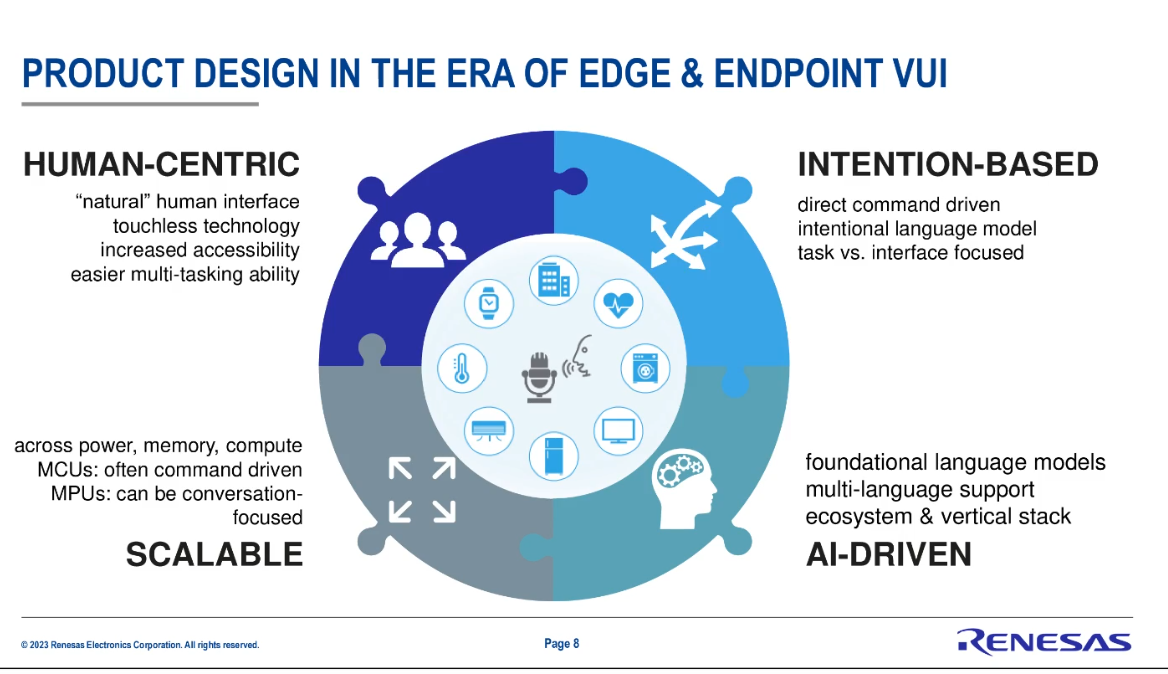 PRODUCT DESIGN IN THE ERA OF EDGE & ENDPOINT VUI
HUMAN-CENTRIC
“natural” human interface
touchless technology
increased accessibility
easier multi-tasking ability
INTENTION-BASED
direct command driven
intentional language model
task vs. interface focused
across power, memory, compute
MCUs: often command driven
MPUs: can be conversation-
focused
SCALABLE
foundational language models
multi-language support
ecosystem & vertical stack
AI-DRIVEN
© 2023 Renesas Electronics Corporation. All rights reserved.
Page 8
RENESAS